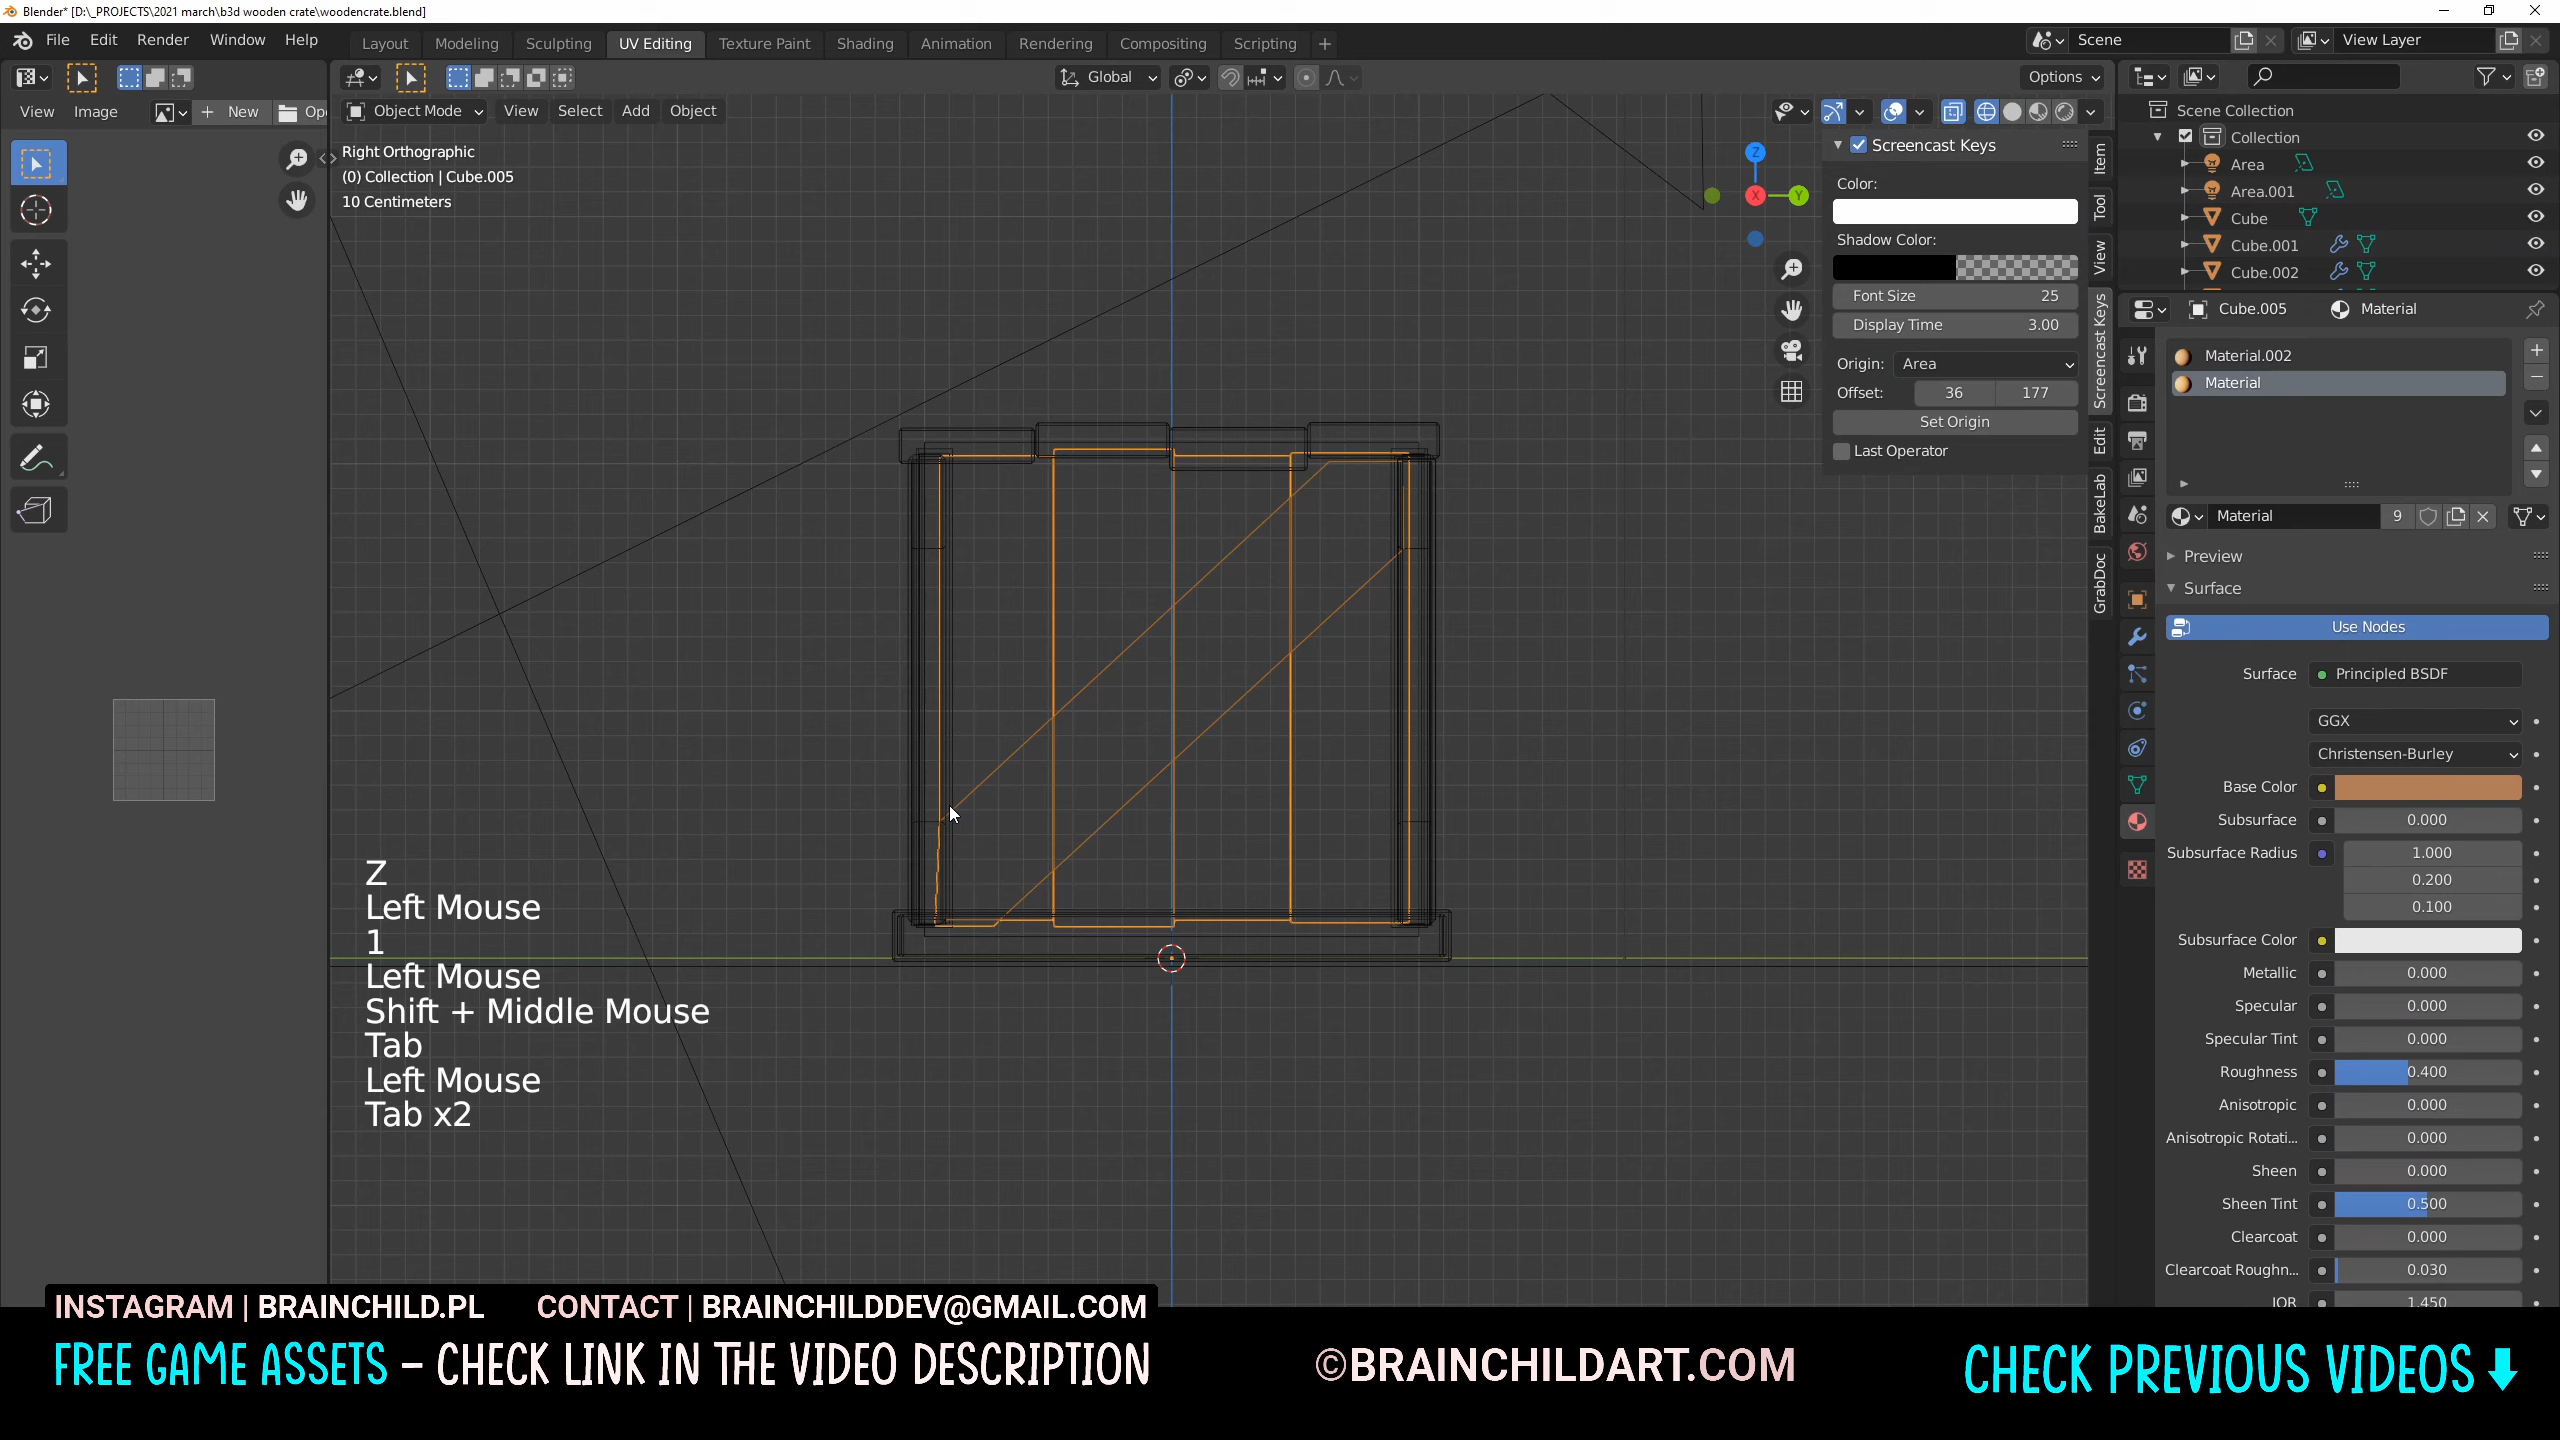 Blender* [D:\_PROJECTS\2021 march\b3d wooden crate\woodencrate.blend]
File Edit Render Window Help
Layout Modeling Sculpting UV Editing Texture Paint Shading Animation Rendering Compositing Scripting +
Scene
View Layer
Global
Options
View Image
+ New Op
Object Mode
View Select Add Object
Right Orthographic
(0) Collection | Cube.005
10 Centimeters
Z
X
Y
Screencast Keys
Color:
Shadow Color:
Font Size 25
Display Time 3.00
Origin: Area
Offset: 36 177
Set Origin
Last Operator
Item
Tool
View
Screencast Keys
Edit
BakeLab
GrabDoc
Scene Collection
Collection
Area
Area.001
Cube
Cube.001
Cube.002
Cube.005 Material
Material.002
Material
Material 9
Preview
Surface
Use Nodes
Surface Principled BSDF
GGX
Christensen-Burley
Base Color
Subsurface 0.000
Subsurface Radius 1.000
0.200
0.100
Subsurface Color
Metallic 0.000
Specular 0.000
Specular Tint 0.000
Roughness 0.400
Anisotropic 0.000
Anisotropic Rotati... 0.000
Sheen 0.000
Sheen Tint 0.500
Clearcoat 0.000
Clearcoat Roughn... 0.030
IOR 1.450
Z
Left Mouse
1
Left Mouse
Shift + Middle Mouse
Tab
Left Mouse
Tab x2
INSTAGRAM | BRAINCHILD.PL CONTACT | BRAINCHILDDEV@GMAIL.COM
FREE GAME ASSETS – CHECK LINK IN THE VIDEO DESCRIPTION
©BRAINCHILDART.COM
CHECK PREVIOUS VIDEOS